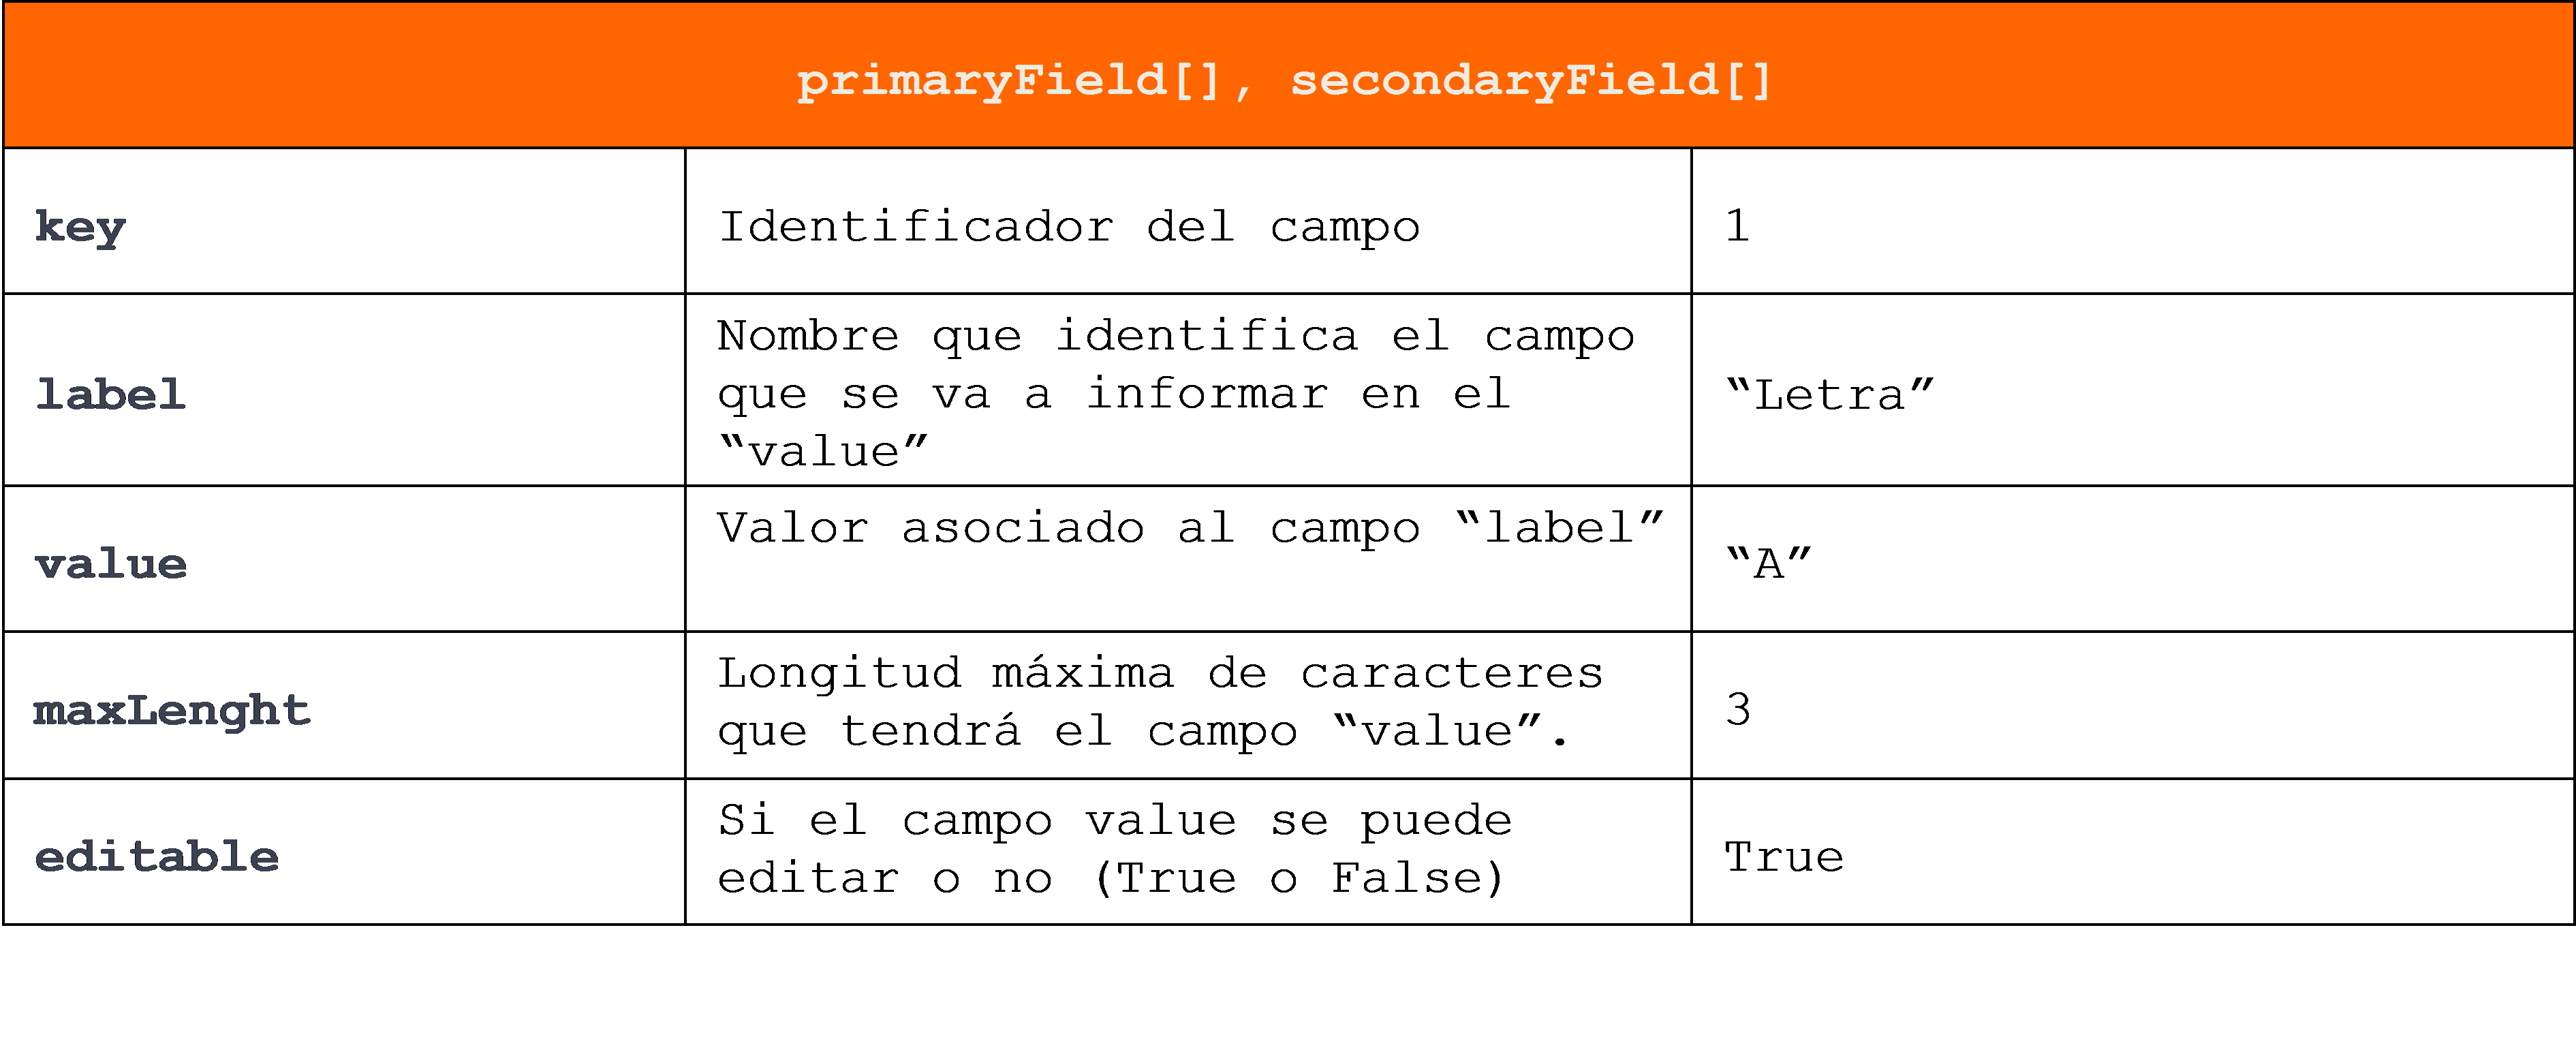 primaryField[], secondaryField[]
key
Identificador del campo
1
label
Nombre que identifica el campo
que se va a informar en el
“value”
“Letra”
value
Valor asociado al campo “label”
“A”
maxLenght
Longitud máxima de caracteres
que tendrá el campo “value”.
3
editable
Si el campo value se puede
editar o no (True o False)
True